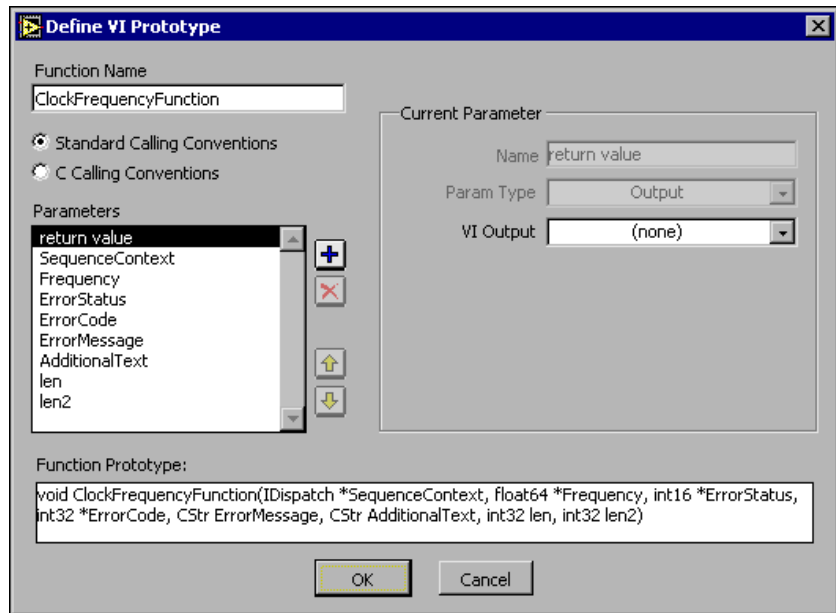 Define VI Prototype
Function Name
ClockFrequencyFunction
Standard Calling Conventions
C Calling Conventions
Parameters
return value
SequenceContext
Frequency
ErrorStatus
ErrorCode
ErrorMessage
AdditionalText
len
len2
Current Parameter
Name return value
Param Type Output
VI Output (none)
Function Prototype:
void ClockFrequencyFunction(IDispatch *SequenceContext, float64 *Frequency, int16 *ErrorStatus,
int32 *ErrorCode, CStr ErrorMessage, CStr AdditionalText, int32 len, int32 len2)
OK Cancel